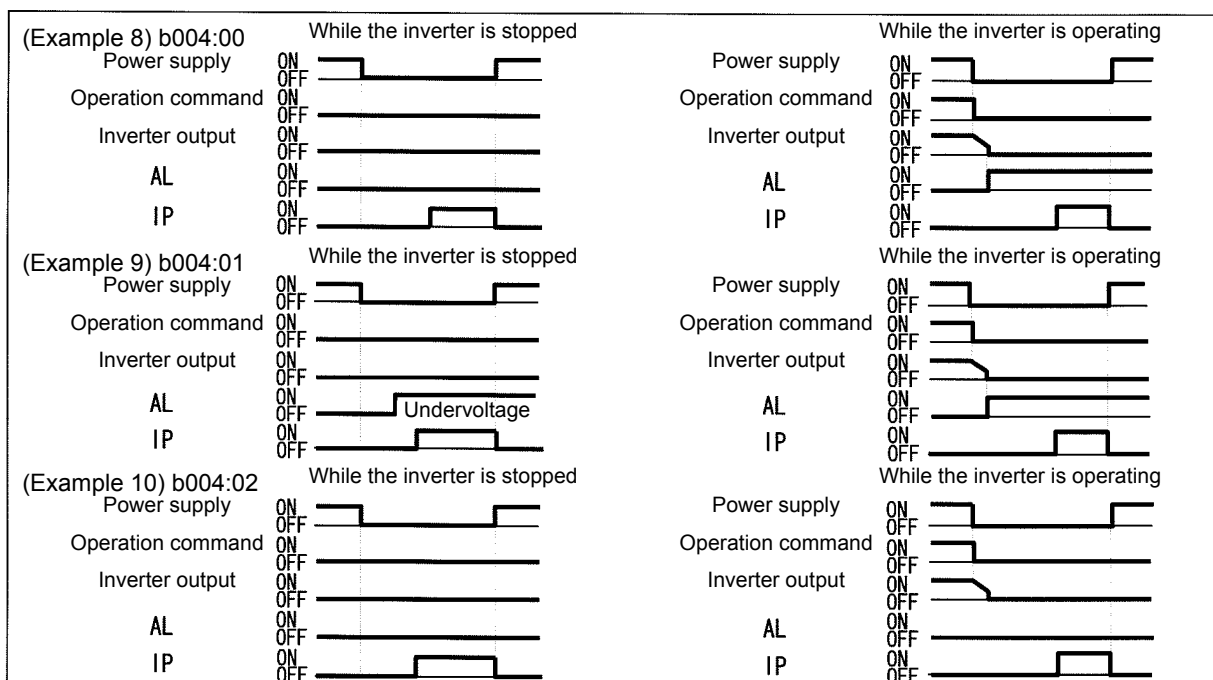 (Example 8) b004:00
While the inverter is stopped
Power supply ON OFF
Operation command ON OFF
Inverter output ON OFF
AL ON OFF
IP ON OFF
While the inverter is operating
Power supply ON OFF
Operation command ON OFF
Inverter output ON OFF
AL ON OFF
IP ON OFF
(Example 9) b004:01
While the inverter is stopped
Power supply ON OFF
Operation command ON OFF
Inverter output ON OFF
AL ON OFF Undervoltage
IP ON OFF
While the inverter is operating
Power supply ON OFF
Operation command ON OFF
Inverter output ON OFF
AL ON OFF
IP ON OFF
(Example 10) b004:02
While the inverter is stopped
Power supply ON OFF
Operation command ON OFF
Inverter output ON OFF
AL ON OFF
IP ON OFF
While the inverter is operating
Power supply ON OFF
Operation command ON OFF
Inverter output ON OFF
AL ON OFF
IP ON OFF